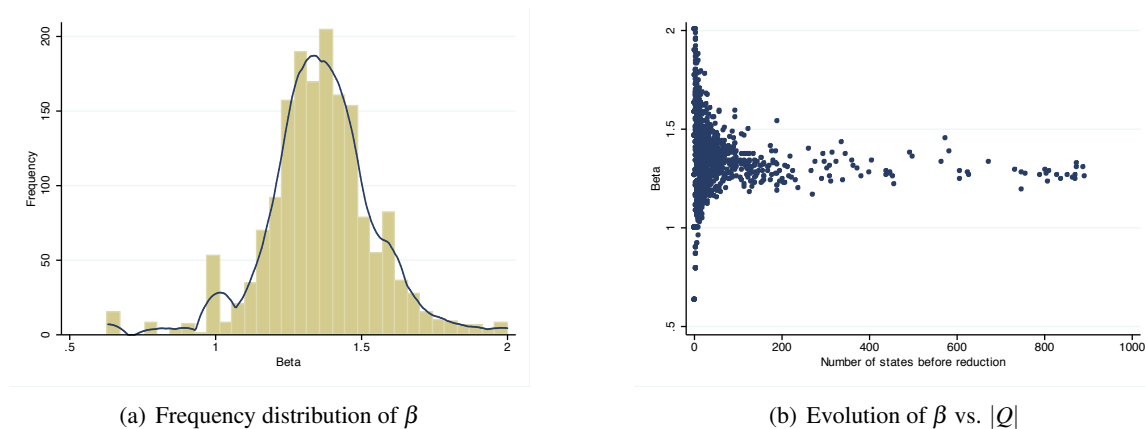 200
150
100
50
0
Frequency
.5 1 1.5 2
Beta
(a) Frequency distribution of β
2
1.5
1
.5
Beta
0 200 400 600 800 1000
Number of states before reduction
(b) Evolution of β vs. |Q|